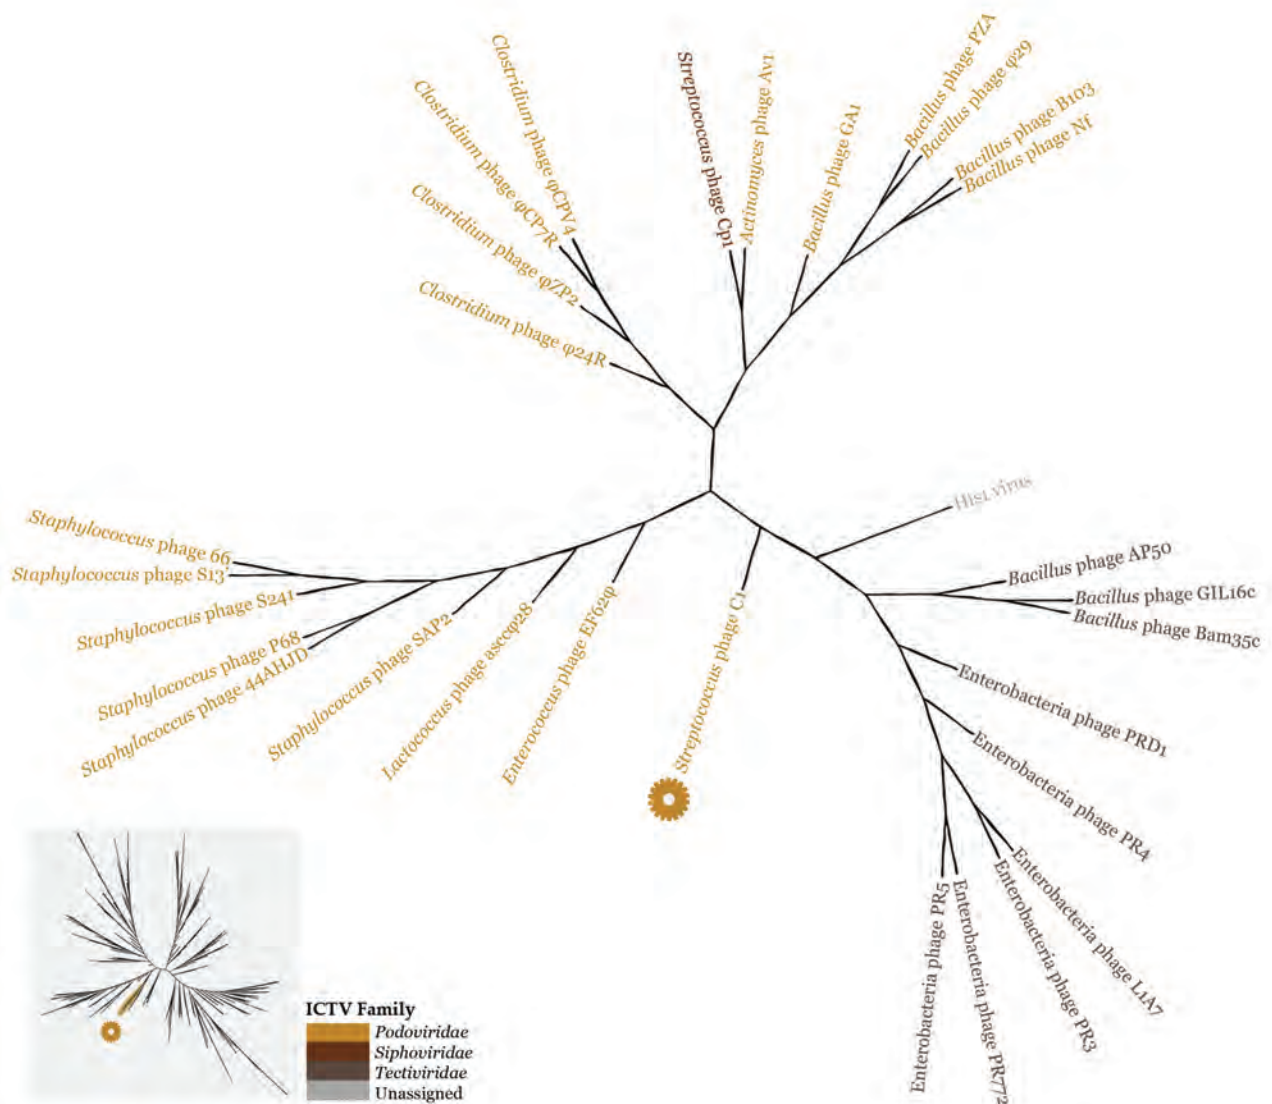 Clostridium phage φCPV4
Clostridium phage φCP7R
Clostridium phage φZP2
Clostridium phage φ24R
Streptococcus phage Cp1
Actinomyces phage Av1
Bacillus phage GA1
Bacillus phage PZA
Bacillus phage φ29
Bacillus phage B103
Bacillus phage Nf
His1 virus
Bacillus phage AP50
Bacillus phage GIL16c
Bacillus phage Bam35c
Enterobacteria phage PRD1
Enterobacteria phage PR4
Enterobacteria phage L1A7
Enterobacteria phage PR3
Enterobacteria phage PR772
Enterobacteria phage PR5
Streptococcus phage C1
Enterococcus phage EF62φ
Lactococcus phage asccφ28
Staphylococcus phage SAP2
Staphylococcus phage 44AHJD
Staphylococcus phage P68
Staphylococcus phage S241
Staphylococcus phage S13
Staphylococcus phage 66
ICTV Family
Podoviridae
Siphoviridae
Tectiviridae
Unassigned